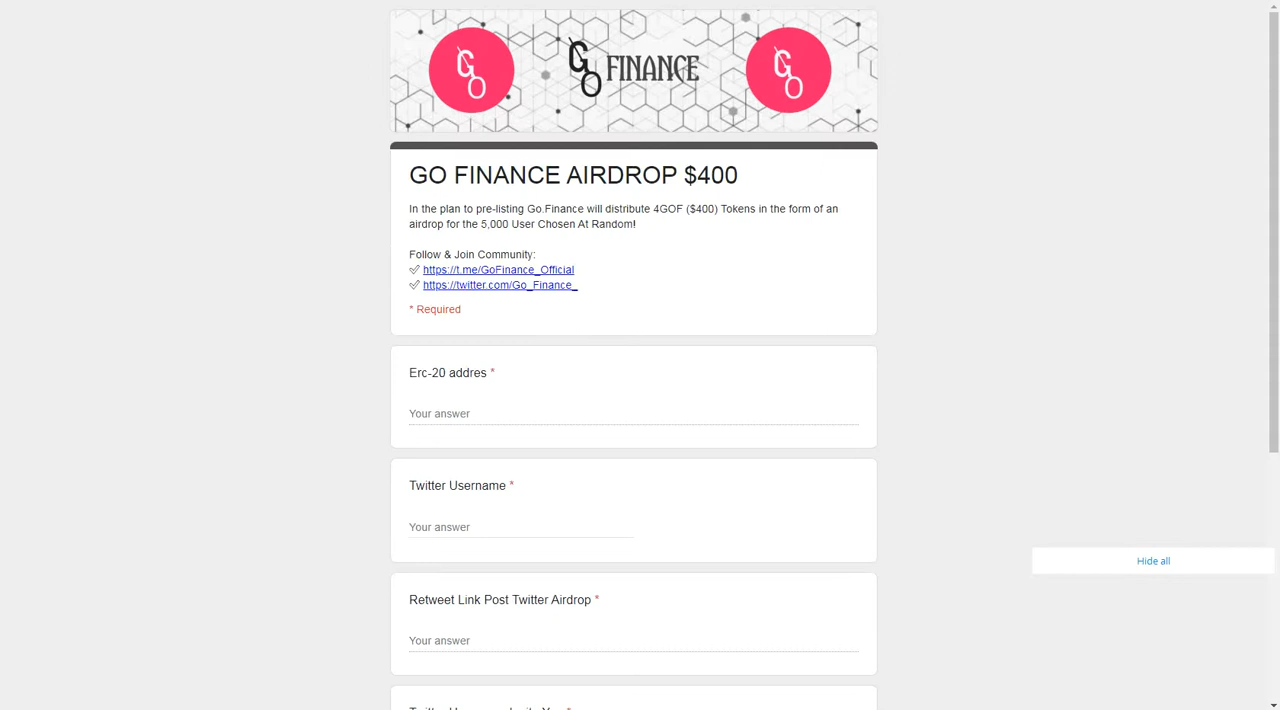 GO
GO FINANCE
GO
GO FINANCE AIRDROP $400
In the plan to pre-listing Go.Finance will distribute 4GOF ($400) Tokens in the form of an
airdrop for the 5,000 User Chosen At Random!
Follow & Join Community:
✅ https://t.me/GoFinance_Official
✅ https://twitter.com/Go_Finance_
* Required
Erc-20 addres *
Your answer
Twitter Username *
Your answer
Hide all
Retweet Link Post Twitter Airdrop *
Your answer